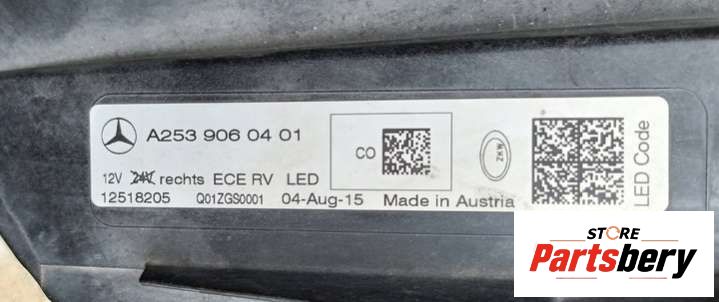 A253 906 04 01
CO
ZKW
12V 24V rechts ECE RV LED
12518205 Q01ZGS0001 04-Aug-15 Made in Austria
LED Code
STORE
Partsbery